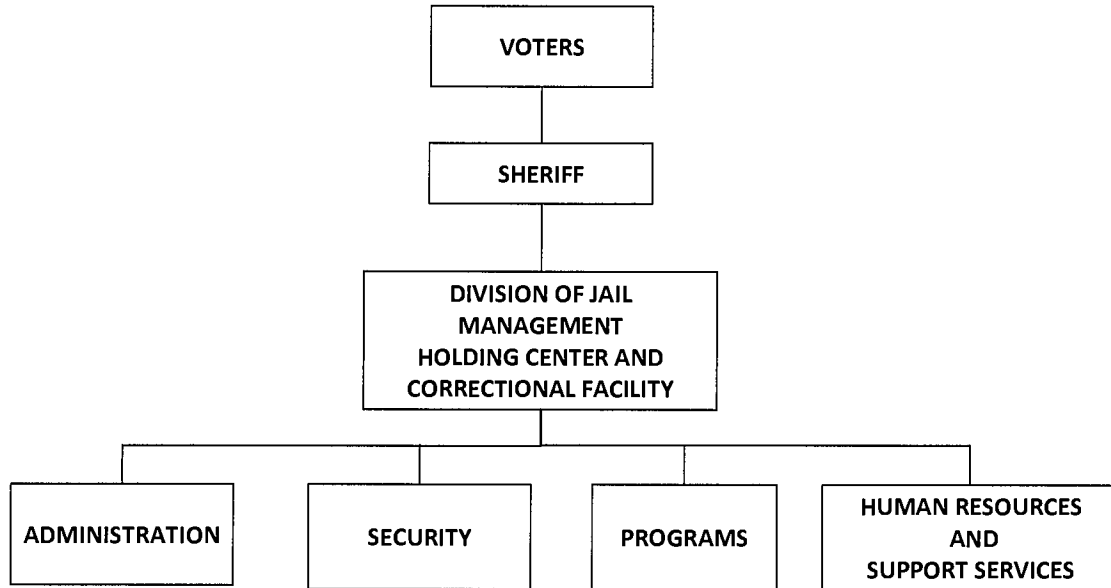 VOTERS
SHERIFF
DIVISION OF JAIL
MANAGEMENT
HOLDING CENTER AND
CORRECTIONAL FACILITY
ADMINISTRATION
SECURITY
PROGRAMS
HUMAN RESOURCES
AND
SUPPORT SERVICES